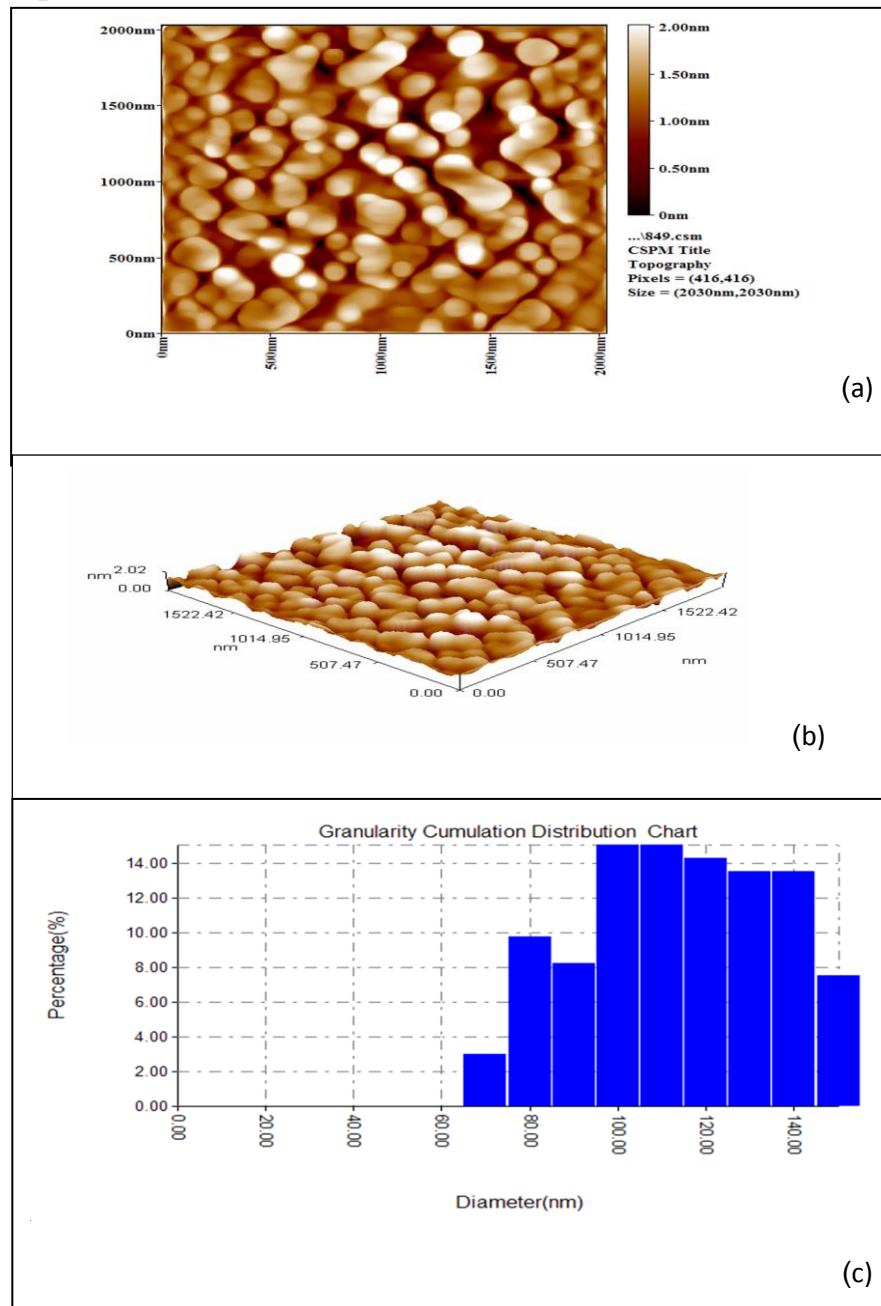 2000nm
1500nm
1000nm
500nm
0nm
0nm
500nm
1000nm
1500nm
2000nm
2.00nm
1.50nm
1.00nm
0.50nm
0nm
...\849.csm
CSPM Title
Topography
Pixels = (416,416)
Size = (2030nm,2030nm)
(a)
nm 2.02
0.00
1522.42
1014.95
nm
507.47
0.00
0.00
507.47
nm
1014.95
1522.42
(b)
Granularity Cumulation Distribution Chart
14.00
12.00
10.00
8.00
6.00
4.00
2.00
0.00
Percentage(%)
0.00
20.00
40.00
60.00
80.00
100.00
120.00
140.00
Diameter(nm)
(c)